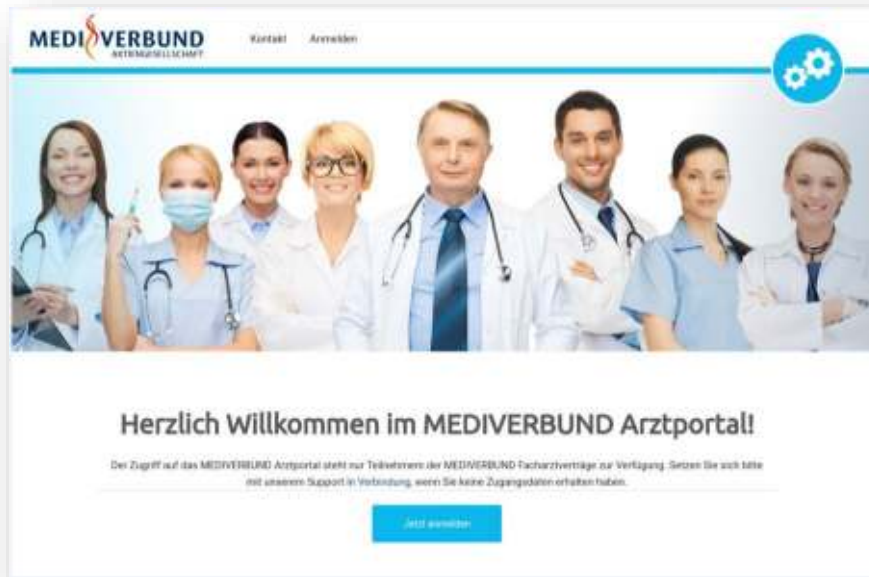 MEDIVERBUND
AKTIENGESELLSCHAFT
Kontakt Anmelden
Herzlich Willkommen im MEDIVERBUND Arztportal!
Der Zugriff auf das MEDIVERBUND Arztportal steht nur Teilnehmern der MEDIVERBUND Facharztverträge zur Verfügung. Setzen Sie sich bitte
mit unserem Support in Verbindung, wenn Sie keine Zugangsdaten erhalten haben.
Jetzt anmelden